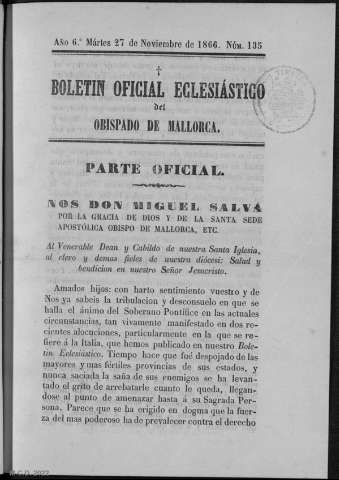 Año 6.º Mártes 27 de Noviembre de 1866. Núm. 135
BOLETIN OFICIAL ECLESIÁSTICO
del
OBISPADO DE MALLORCA.
PARTE OFICIAL.
NOS DON MIGUEL SALVÁ
POR LA GRACIA DE DIOS Y DE LA SANTA SEDE
APOSTÓLICA OBISPO DE MALLORCA, ETC.
Al Venerable Dean y Cabildo de nuestra Santa Iglesia,
al clero y demas fieles de nuestra diócesi: Salud y
bendicion en nuestro Señor Jesucristo.
Amados hijos: con harto sentimiento vuestro y de
Nos ya sabeis la tribulacion y desconsuelo en que se
halla el ánimo del Soberano Pontífice en las actuales
circunstancias, tan vivamente manifestado en dos re-
cientes alocuciones, particularmente en la que se re-
fiere á la Italia, que hemos publicado en nuestro Bole-
tin Eclesiástico. Tiempo hace que fué despojado de las
mayores y mas fértiles provincias de sus estados, y
nunca saciada la saña de sus enemigos se ha levan-
tado el grito de arrebatarle cuanto le queda, llegan-
dose al punto de amenazar hasta á su Sagrada Per-
sona. Parece que se ha erigido en dogma que la fuer-
za del mas poderoso ha de prevalecer contra el derecho